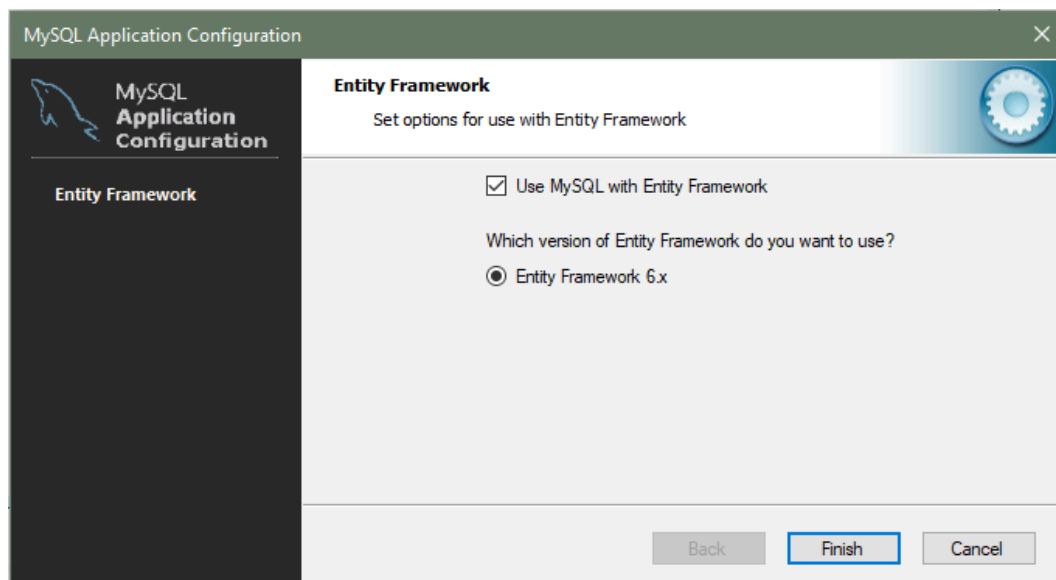 MySQL Application Configuration
MySQL
Application
Configuration
Entity Framework
Entity Framework
Set options for use with Entity Framework
Use MySQL with Entity Framework
Which version of Entity Framework do you want to use?
Entity Framework 6.x
Back
Finish
Cancel